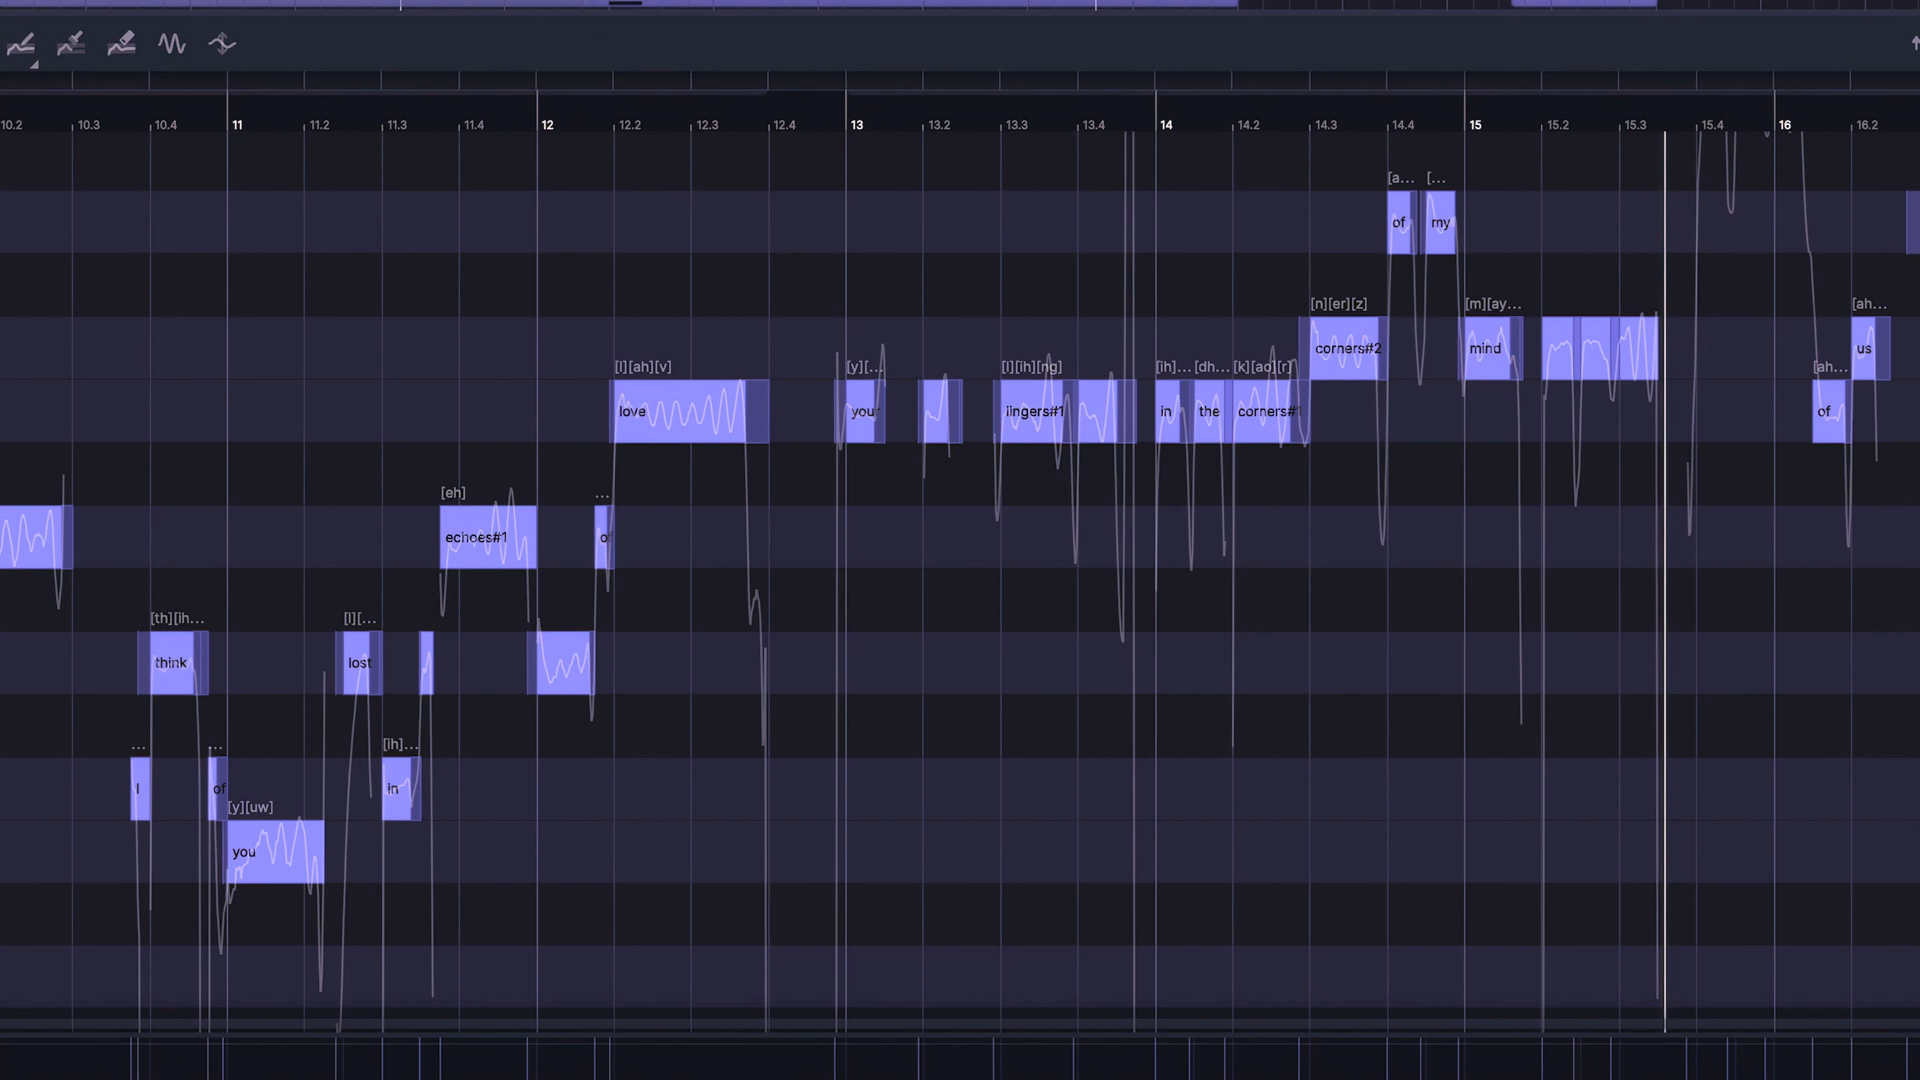 10.2 10.3 10.4 11 11.2 11.3 11.4 12 12.2 12.3 12.4 13 13.2 13.3 13.4 14 14.2 14.3 14.4 15 15.2 15.3 15.4 16 16.2
[a... [...
of my
[n][er][z] [m][ay... [ah...
corners#2 mind us
[l][ah][v] [y][... [l][ih][ng] [ih]... [dh... [k][ao][r] [ah...
love your lingers#1 in the corners#1 of
[eh] ...
echoes#1 of
[th][ih... [l][...
think lost
... ... [ih]...
I of in
[y][uw]
you